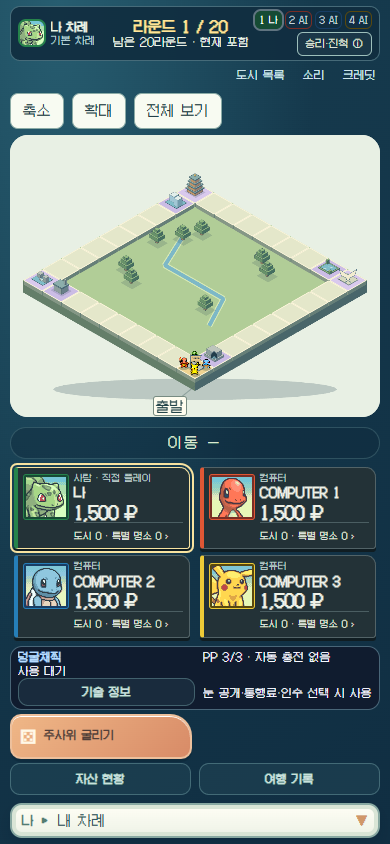 나 차례
기본 차례
라운드 1 / 20
남은 20라운드 · 현재 포함
1 나
2 AI
3 AI
4 AI
승리·진척 ⓘ
도시 목록
소리
크레딧
축소
확대
전체 보기
출발
이동 —
사람 · 직접 플레이
나
1,500 ₽
도시 0 · 특별 명소 0 ›
컴퓨터
COMPUTER 1
1,500 ₽
도시 0 · 특별 명소 0 ›
컴퓨터
COMPUTER 2
1,500 ₽
도시 0 · 특별 명소 0 ›
컴퓨터
COMPUTER 3
1,500 ₽
도시 0 · 특별 명소 0 ›
덩굴채찍
사용 대기
PP 3/3 · 자동 충전 없음
기술 정보
눈 공개·통행료·인수 선택 시 사용
주사위 굴리기
자산 현황
여행 기록
나 ▸ 내 차례